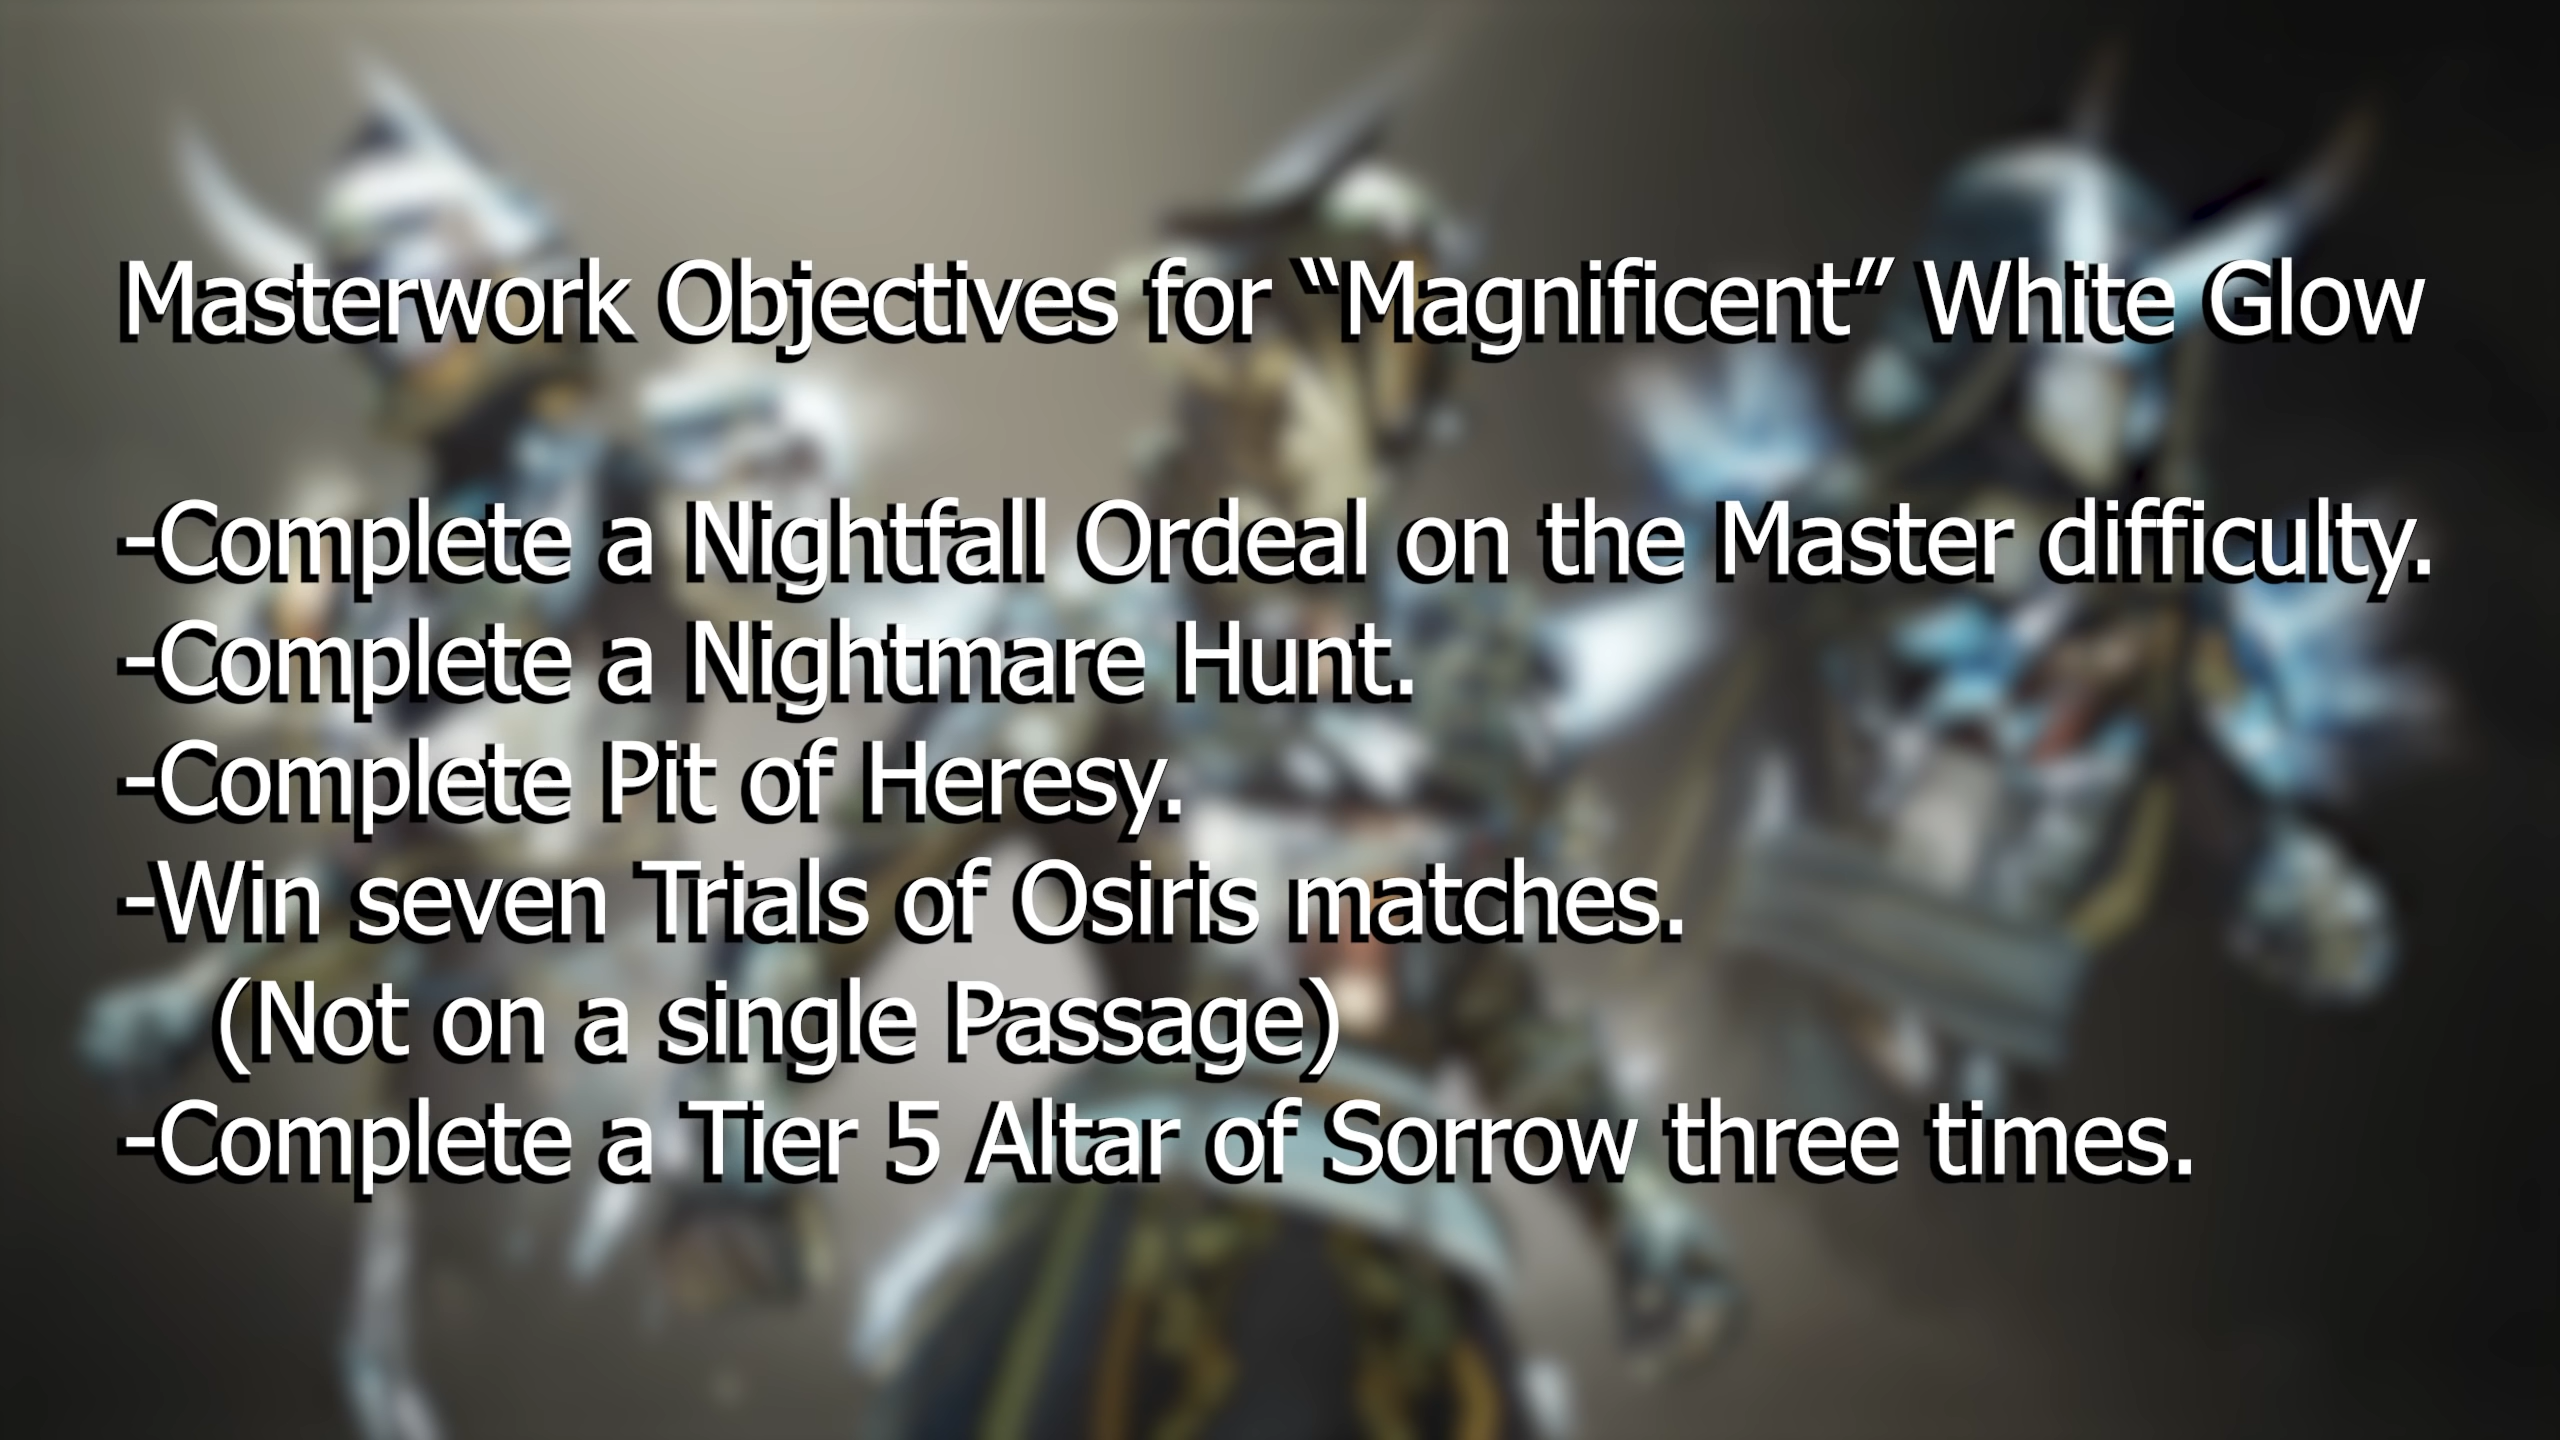 Masterwork Objectives for “Magnificent” White Glow
-Complete a Nightfall Ordeal on the Master difficulty.
-Complete a Nightmare Hunt.
-Complete Pit of Heresy.
-Win seven Trials of Osiris matches.
(Not on a single Passage)
-Complete a Tier 5 Altar of Sorrow three times.